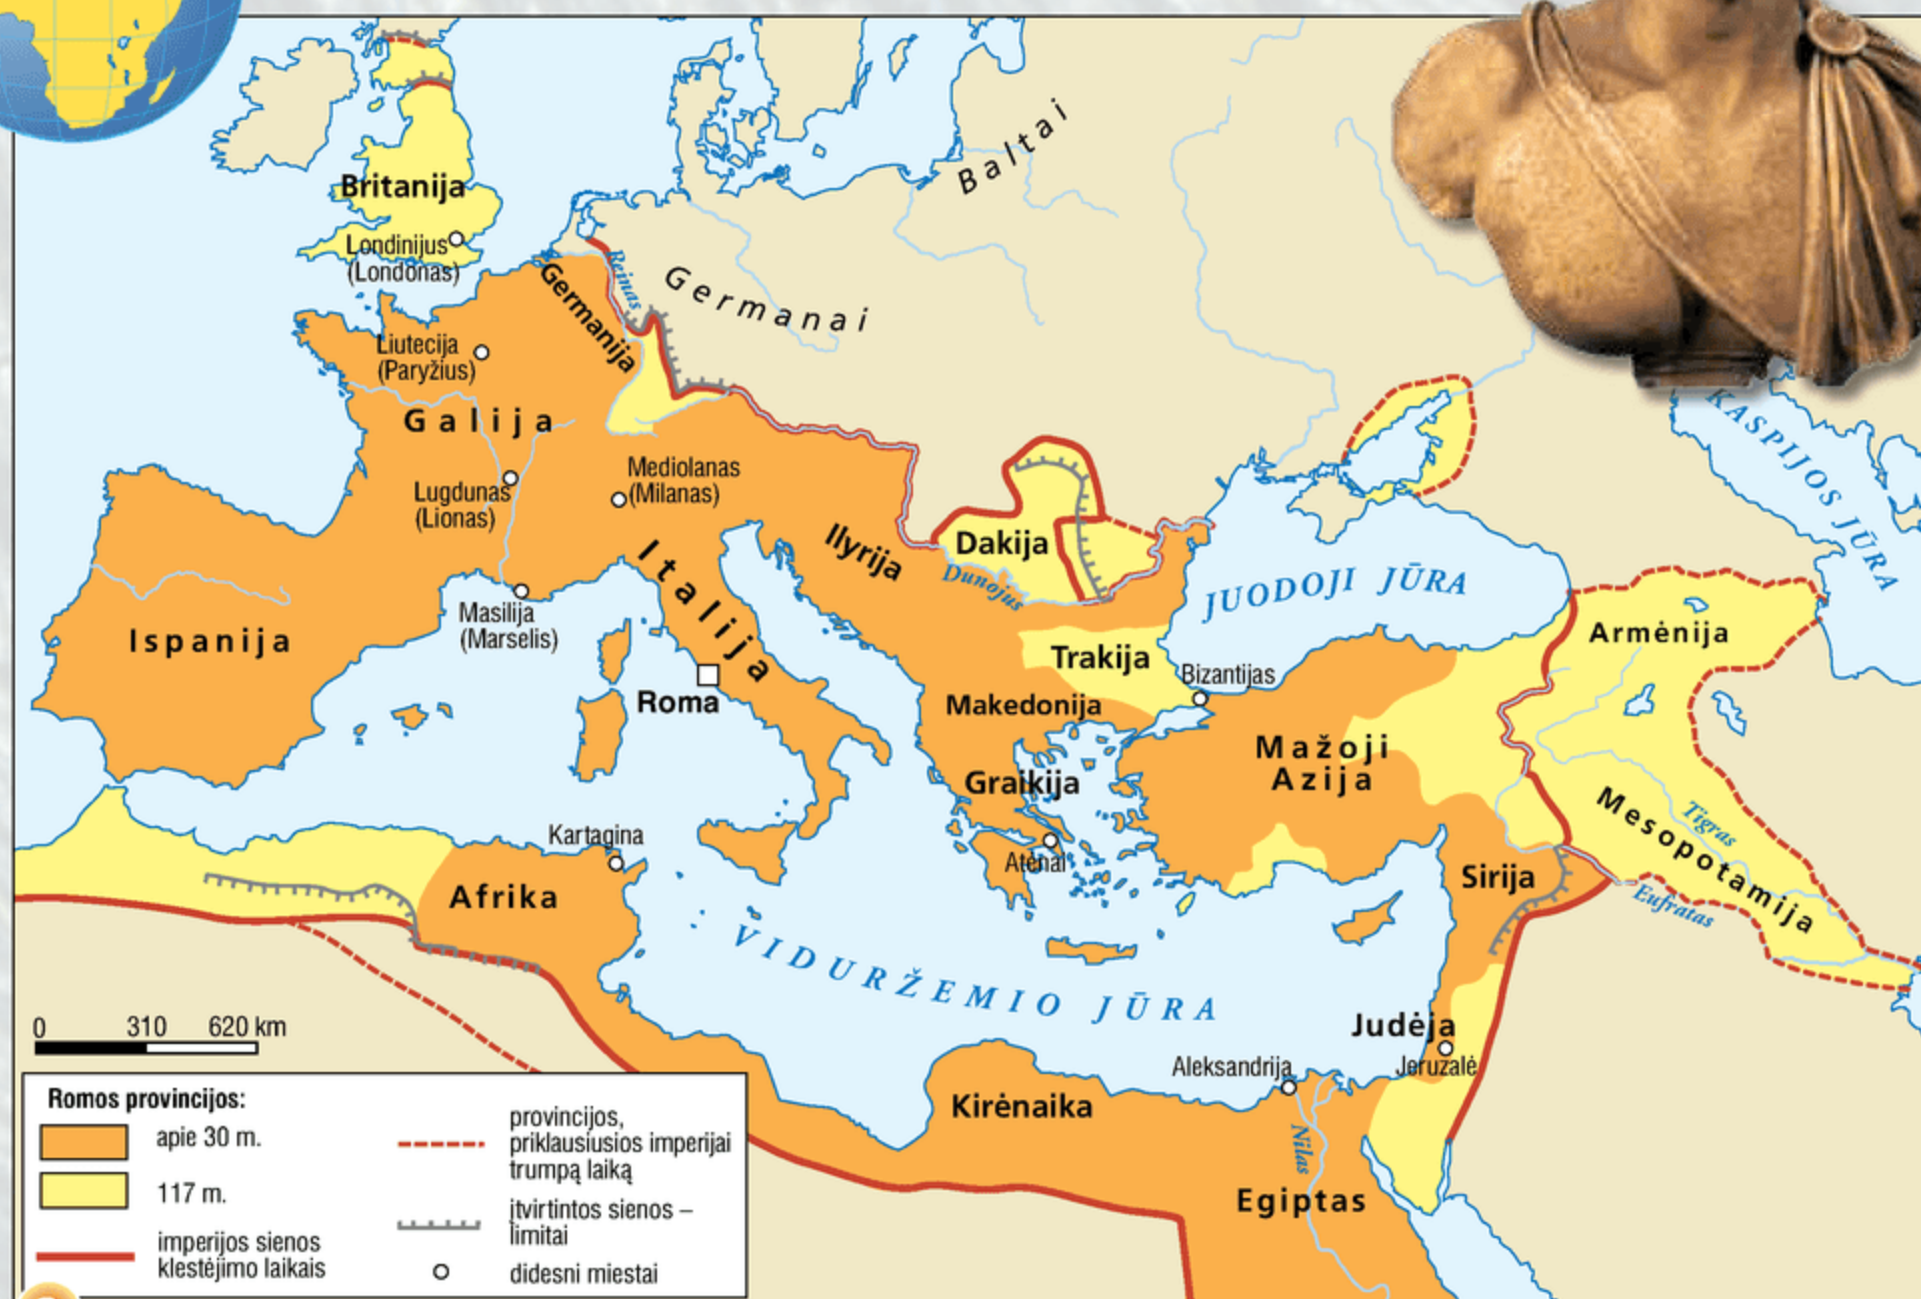 Baltai
Britanija
Londinijus
(Londonas)
Reinas
Germanai
Germanija
Liutecija
(Paryžius)
Galija
KASPIJOS JŪRA
Mediolanas
(Milanas)
Lugdunas
(Lionas)
Ilyrija
Dakija
Dunojus
JUODOJI JŪRA
Armėnija
Italija
Masilija
(Marselis)
Ispanija
Trakija
Bizantijas
Roma
Makedonija
Mažoji
Azija
Graikija
Mesopotamija
Tigras
Kartagina
Atėnai
Afrika
Sirija
Eufratas
VIDURŽEMIO JŪRA
Judėja
Jeruzalė
Aleksandrija
Kirėnaika
Nilas
Egiptas
0 310 620 km
Romos provincijos:
apie 30 m.
117 m.
imperijos sienos
klestėjimo laikais
provincijos,
priklausiusios imperijai
trumpą laiką
įtvirtintos sienos –
limitai
didesni miestai